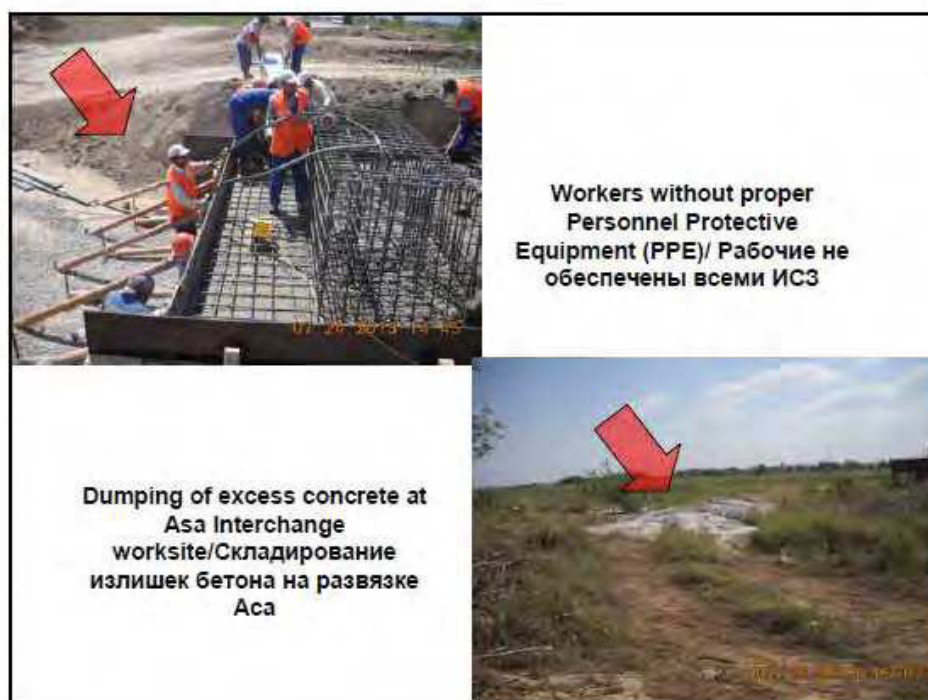 Workers without proper
Personnel Protective
Equipment (PPE)/ Рабочие не
обеспечены всеми ИСЗ
Dumping of excess concrete at
Asa Interchange
worksite/Складирование
излишек бетона на развязке
Аса